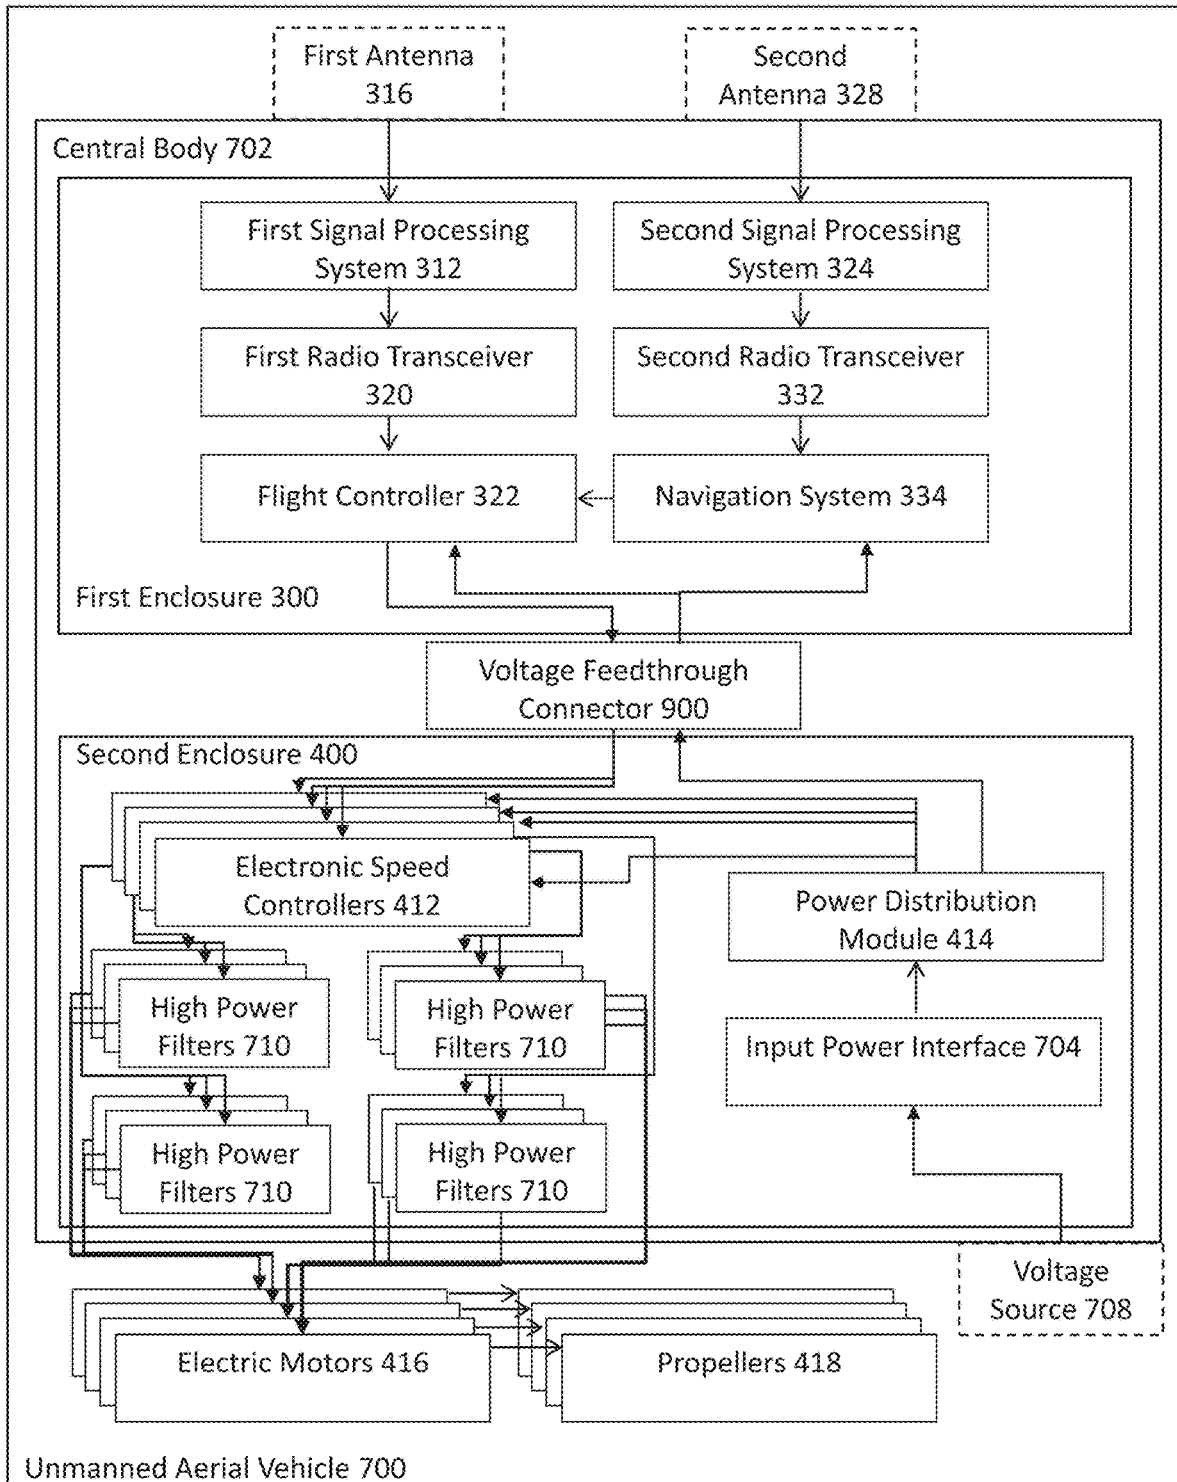 First Antenna
316
Second
Antenna 328
Central Body 702
First Signal Processing
System 312
Second Signal Processing
System 324
First Radio Transceiver
320
Second Radio Transceiver
332
Flight Controller 322
Navigation System 334
First Enclosure 300
Voltage Feedthrough
Connector 900
Second Enclosure 400
Electronic Speed
Controllers 412
Power Distribution
Module 414
High Power
Filters 710
High Power
Filters 710
Input Power Interface 704
High Power
Filters 710
High Power
Filters 710
Voltage
Source 708
Electric Motors 416
Propellers 418
Unmanned Aerial Vehicle 700